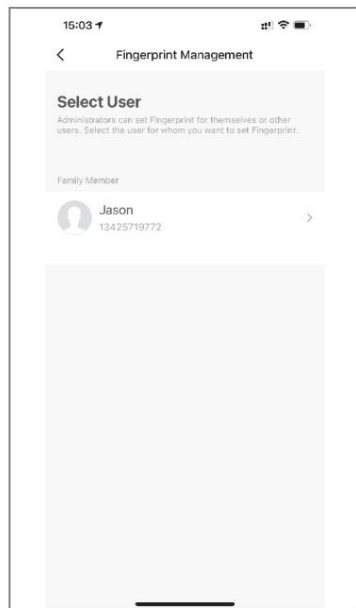 15:03
Fingerprint Management
Select User
Administrators can set Fingerprint for themselves or other
users. Select the user for whom you want to set Fingerprint.
Family Member
Jason
13425719772